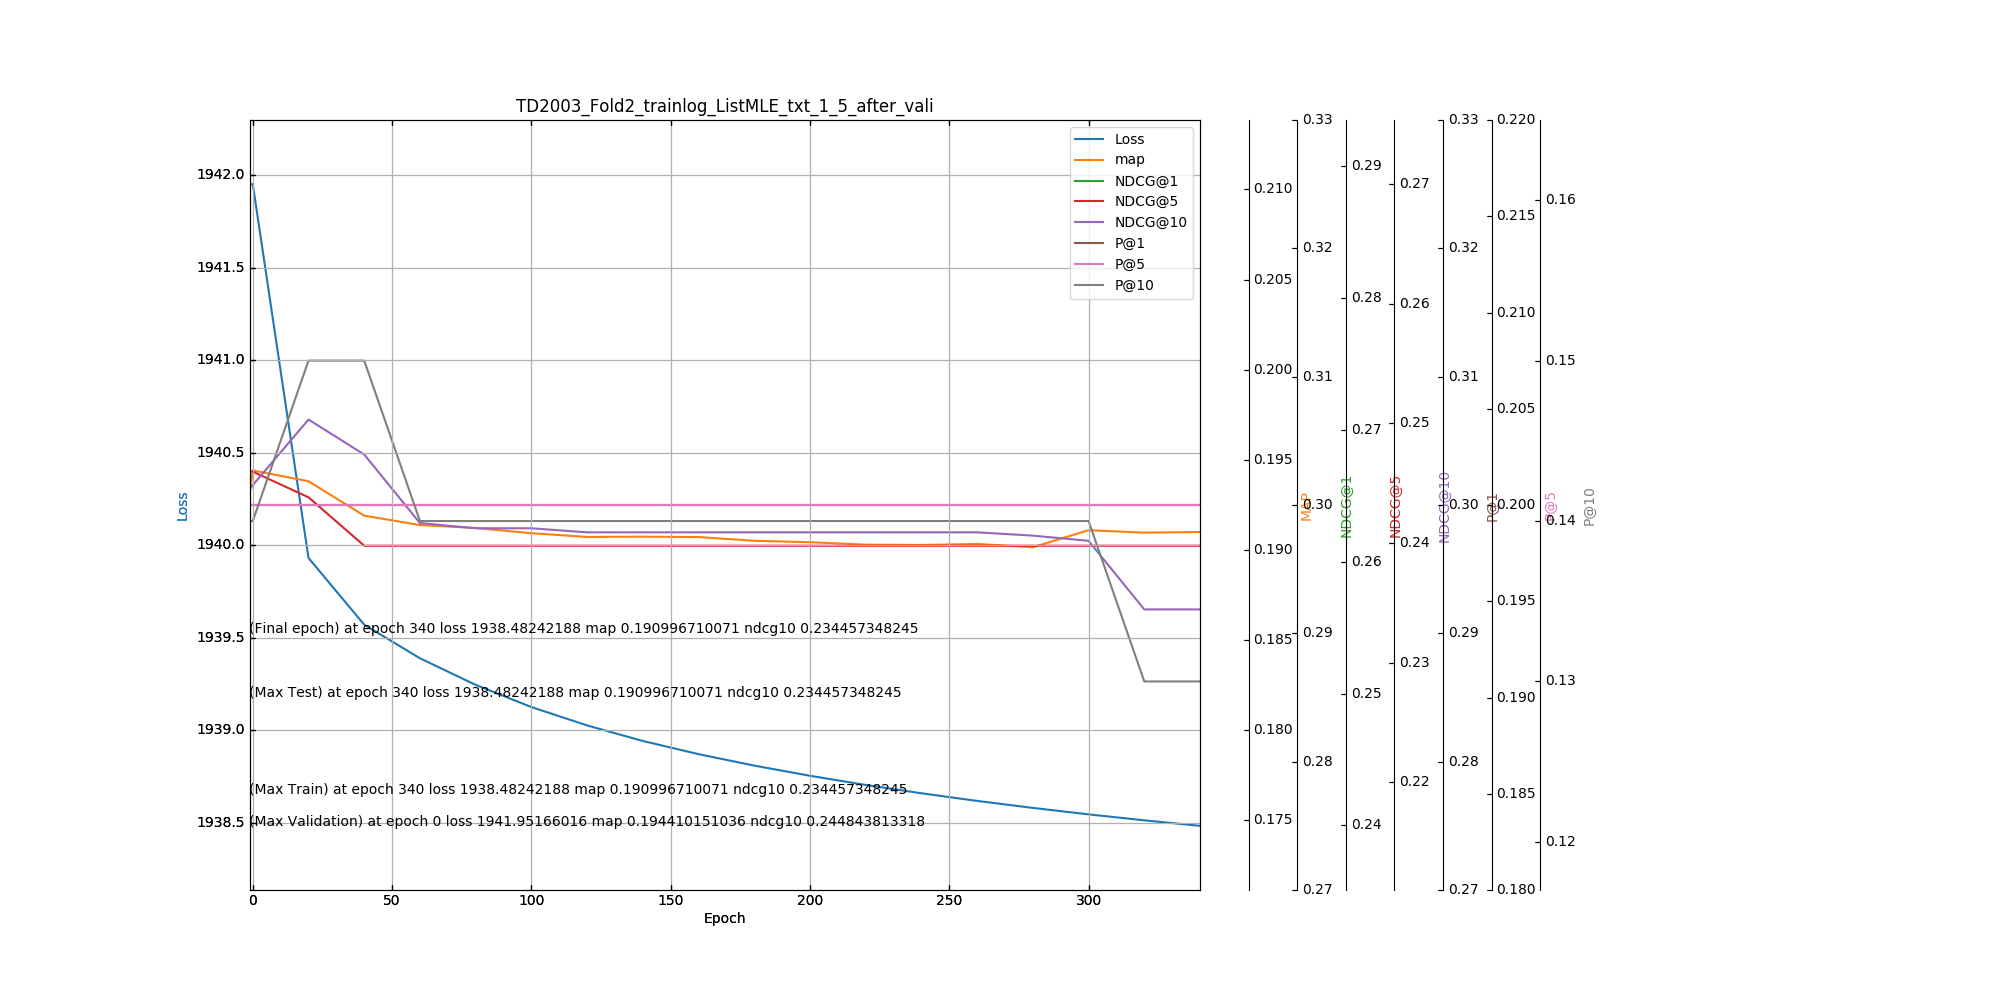 TD2003_Fold2_trainlog_ListMLE_txt_1_5_after_vali
Loss
map
NDCG@1
NDCG@5
NDCG@10
P@1
P@5
P@10
1942.0
1941.5
1941.0
1940.5
1940.0
1939.5
1939.0
1938.5
Loss
(Final epoch) at epoch 340 loss 1938.48242188 map 0.190996710071 ndcg10 0.234457348245
(Max Test) at epoch 340 loss 1938.48242188 map 0.190996710071 ndcg10 0.234457348245
(Max Train) at epoch 340 loss 1938.48242188 map 0.190996710071 ndcg10 0.234457348245
(Max Validation) at epoch 0 loss 1941.95166016 map 0.194410151036 ndcg10 0.244843813318
0 50 100 150 200 250 300
Epoch
0.210
0.205
0.200
0.195
0.190
0.185
0.180
0.175
MAP
0.33
0.32
0.31
0.30
0.29
0.28
0.27
NDCG@1
0.29
0.28
0.27
0.26
0.25
0.24
NDCG@5
0.27
0.26
0.25
0.24
0.23
0.22
NDCG@10
0.33
0.32
0.31
0.30
0.29
0.28
0.27
P@1
0.220
0.215
0.210
0.205
0.200
0.195
0.190
0.185
0.180
P@5
0.16
0.15
0.14
0.13
0.12
P@10